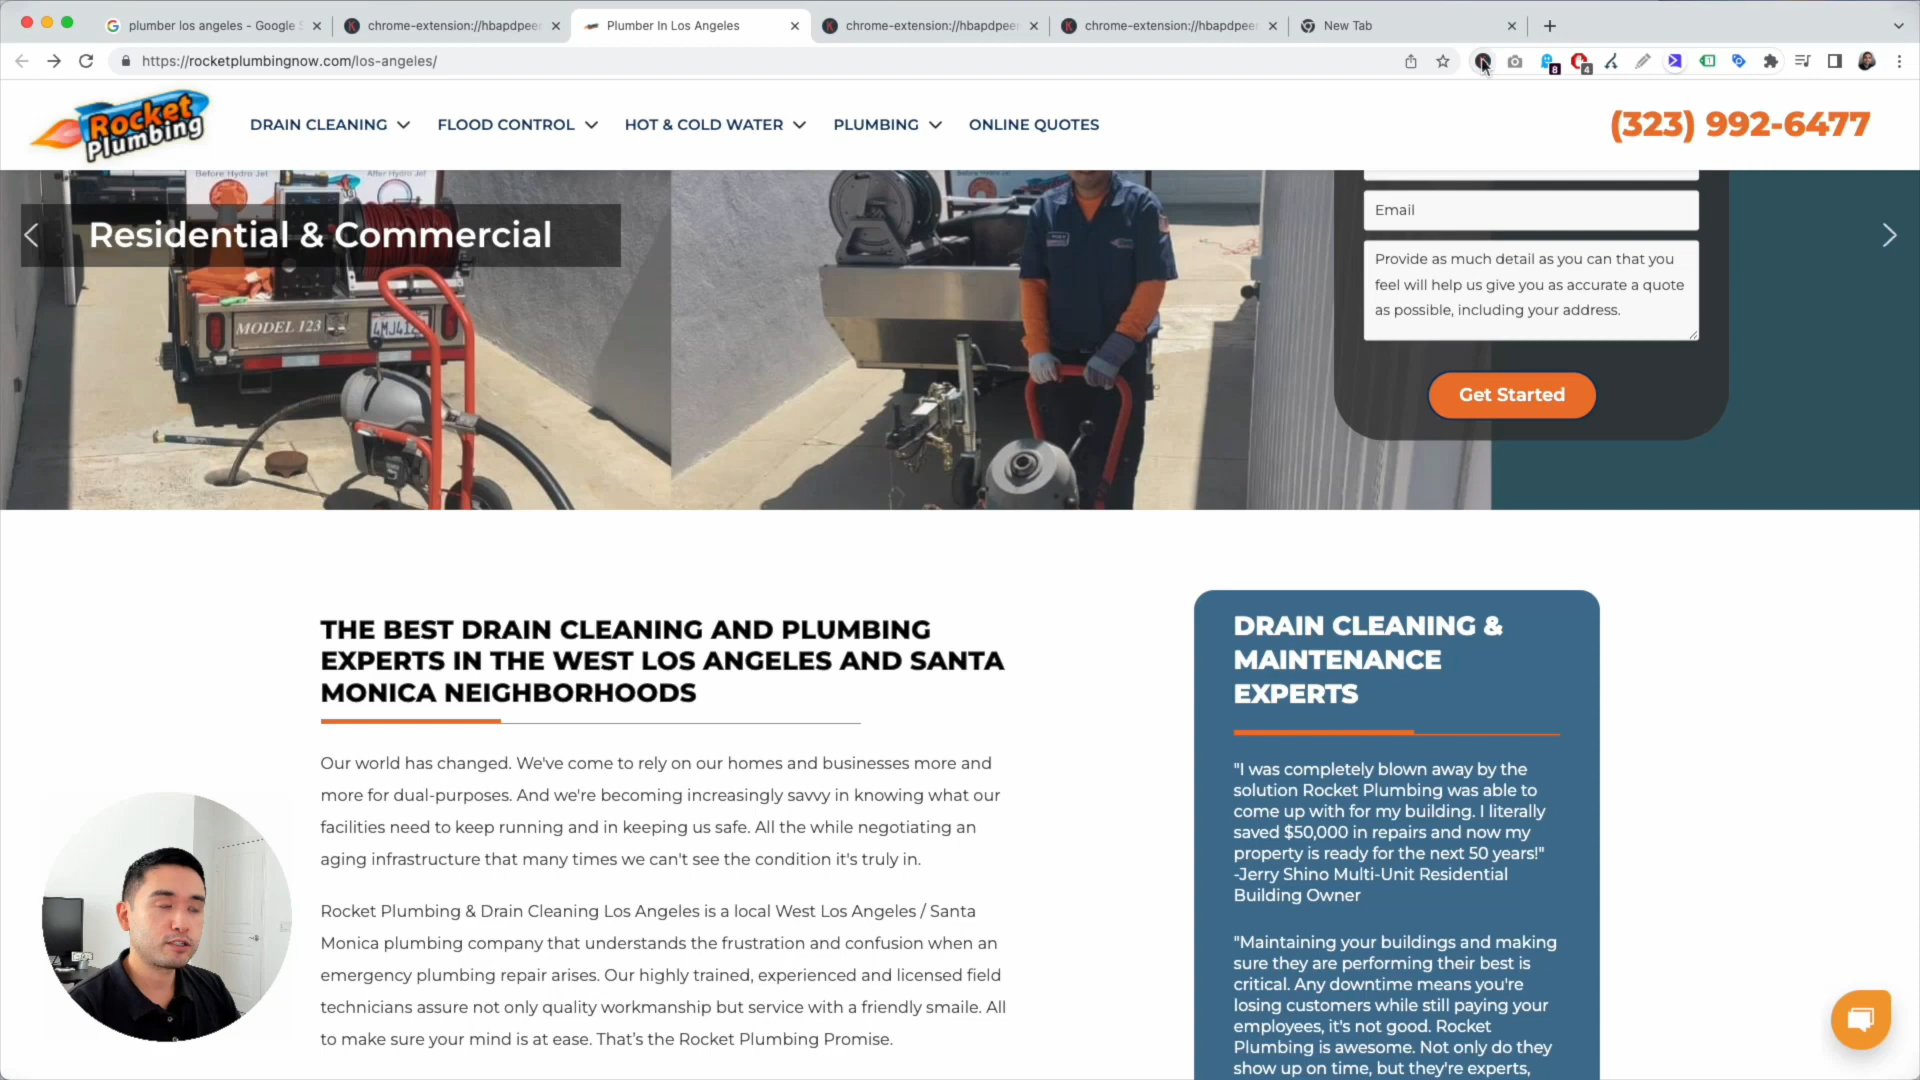 plumber los angeles - Google S
chrome-extension://hbapdpeer
Plumber In Los Angeles
chrome-extension://hbapdpeer
chrome-extension://hbapdpeer
New Tab
https://rocketplumbingnow.com/los-angeles/
8
4
Rocket
Plumbing
DRAIN CLEANING
FLOOD CONTROL
HOT & COLD WATER
PLUMBING
ONLINE QUOTES
(323) 992-6477
Before Hydro Jet
After Hydro Jet
Residential & Commercial
MODEL 123
Email
Provide as much detail as you can that you
feel will help us give you as accurate a quote
as possible, including your address.
Get Started
THE BEST DRAIN CLEANING AND PLUMBING
EXPERTS IN THE WEST LOS ANGELES AND SANTA
MONICA NEIGHBORHOODS
Our world has changed. We've come to rely on our homes and businesses more and
more for dual-purposes. And we're becoming increasingly savvy in knowing what our
facilities need to keep running and in keeping us safe. All the while negotiating an
aging infrastructure that many times we can't see the condition it's truly in.
Rocket Plumbing & Drain Cleaning Los Angeles is a local West Los Angeles / Santa
Monica plumbing company that understands the frustration and confusion when an
emergency plumbing repair arises. Our highly trained, experienced and licensed field
technicians assure not only quality workmanship but service with a friendly smaile. All
to make sure your mind is at ease. That's the Rocket Plumbing Promise.
DRAIN CLEANING &
MAINTENANCE
EXPERTS
"I was completely blown away by the
solution Rocket Plumbing was able to
come up with for my building. I literally
saved $50,000 in repairs and now my
property is ready for the next 50 years!"
-Jerry Shino Multi-Unit Residential
Building Owner
"Maintaining your buildings and making
sure they are performing their best is
critical. Any downtime means you're
losing customers while still paying your
employees, it's not good. Rocket
Plumbing is awesome. Not only do they
show up on time, but they're experts,